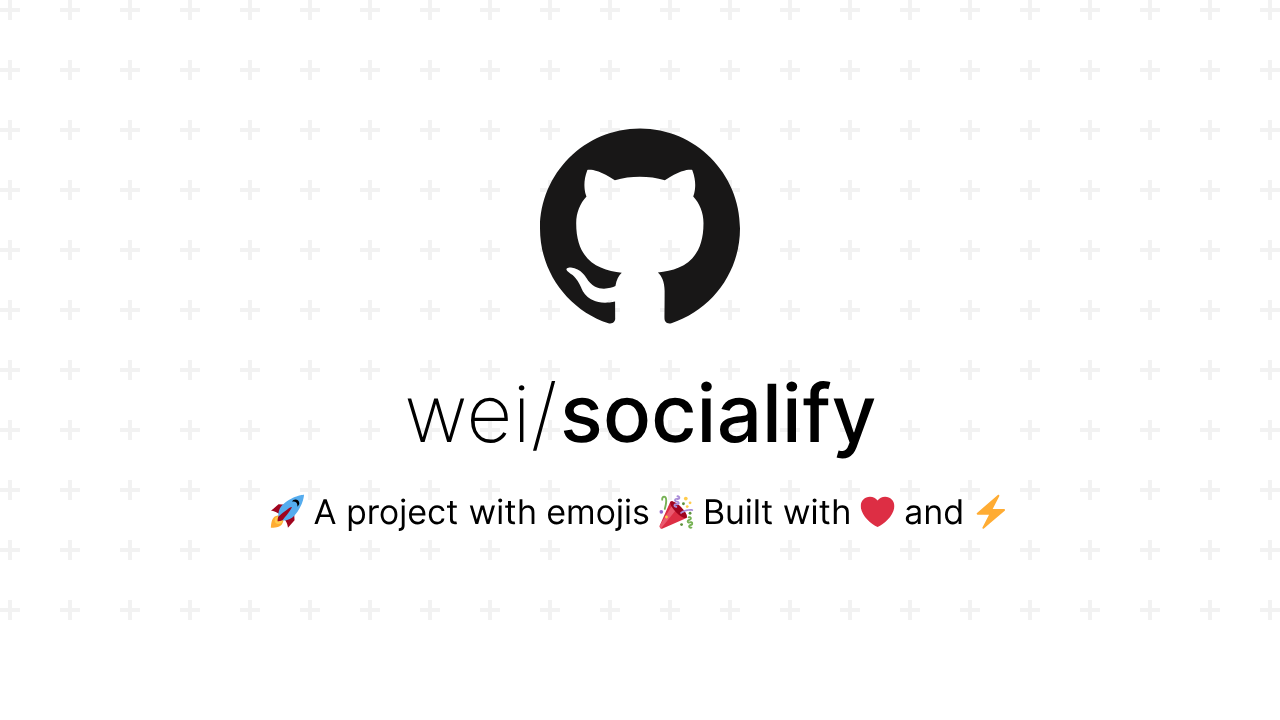 wei/socialify
🚀 A project with emojis 🎉 Built with ❤️ and ⚡